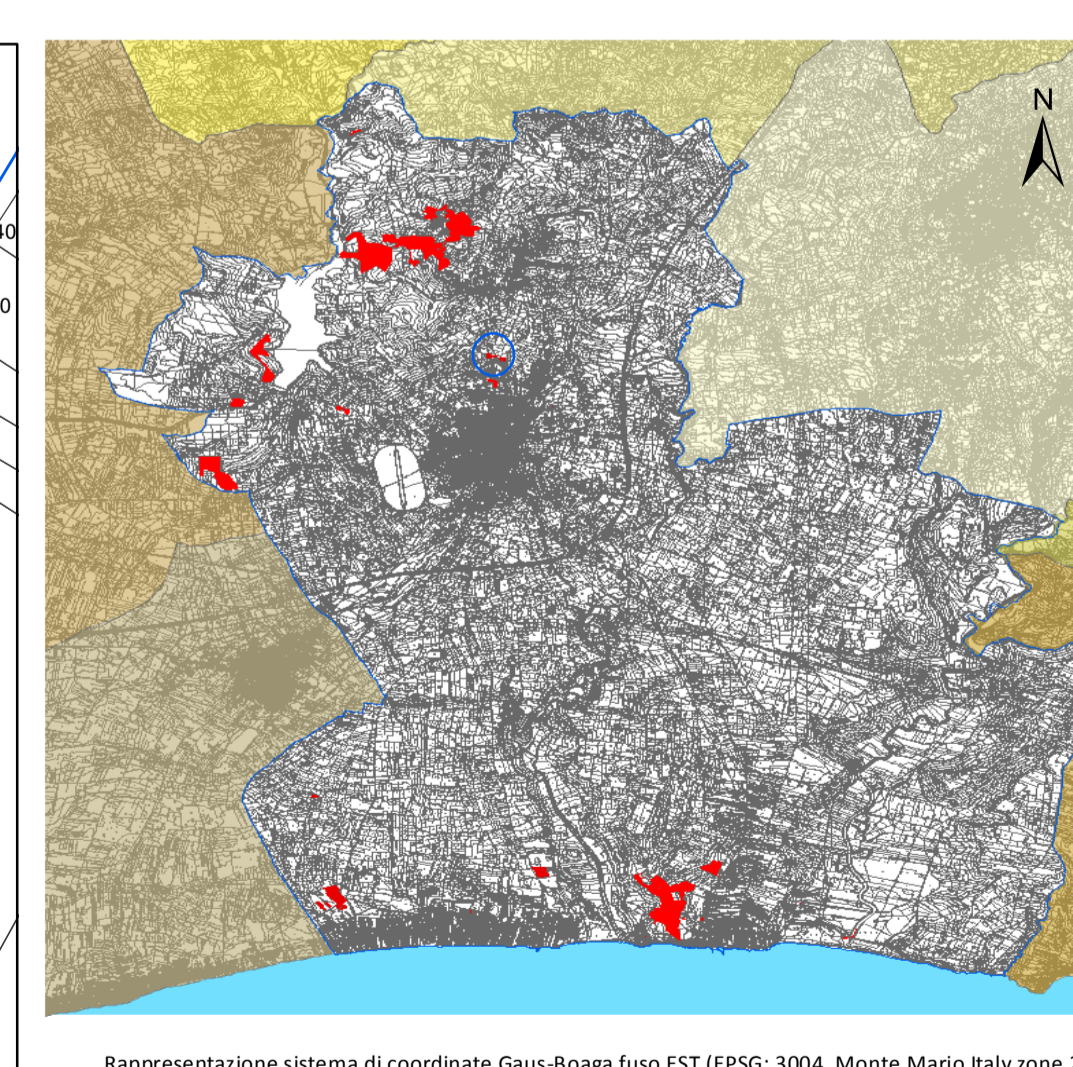 N
40
0
Rappresentazione sistema di coordinate Gaus-Boaga fuso EST (EPSG: 3004, Monte Mario Italy zone